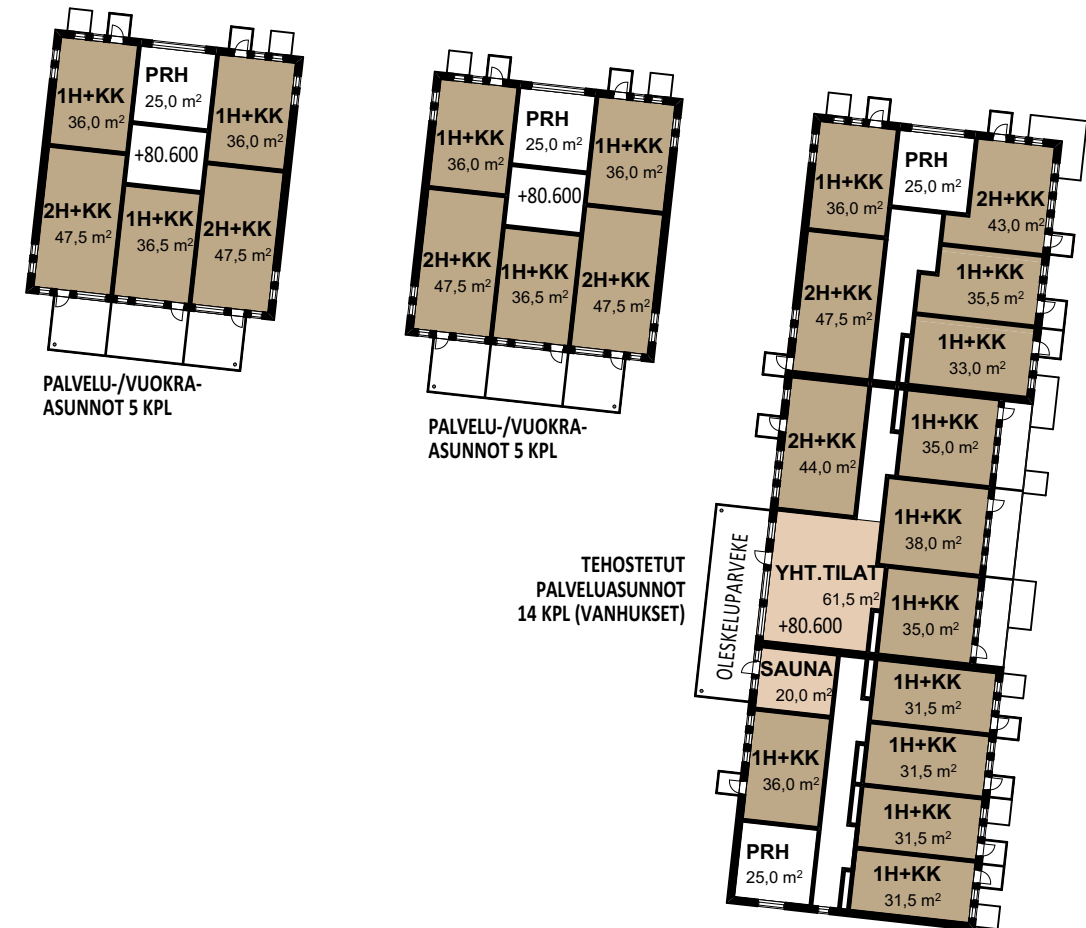 PRH
25,0 m²
1H+KK
36,0 m²
1H+KK
36,0 m²
+80.600
2H+KK
47,5 m²
1H+KK
36,5 m²
2H+KK
47,5 m²
PALVELU-/VUOKRA-
ASUNNOT 5 KPL
PRH
25,0 m²
1H+KK
36,0 m²
1H+KK
36,0 m²
+80.600
2H+KK
47,5 m²
1H+KK
36,5 m²
2H+KK
47,5 m²
PALVELU-/VUOKRA-
ASUNNOT 5 KPL
PRH
25,0 m²
1H+KK
36,0 m²
2H+KK
43,0 m²
1H+KK
35,5 m²
2H+KK
47,5 m²
1H+KK
33,0 m²
1H+KK
35,0 m²
2H+KK
44,0 m²
1H+KK
38,0 m²
TEHOSTETUT
PALVELUASUNNOT
14 KPL (VANHUKSET)
OLESKELUPARVEKE
YHT.TILAT
61,5 m²
+80.600
1H+KK
35,0 m²
SAUNA
20,0 m²
1H+KK
31,5 m²
1H+KK
36,0 m²
1H+KK
31,5 m²
1H+KK
31,5 m²
PRH
25,0 m²
1H+KK
31,5 m²